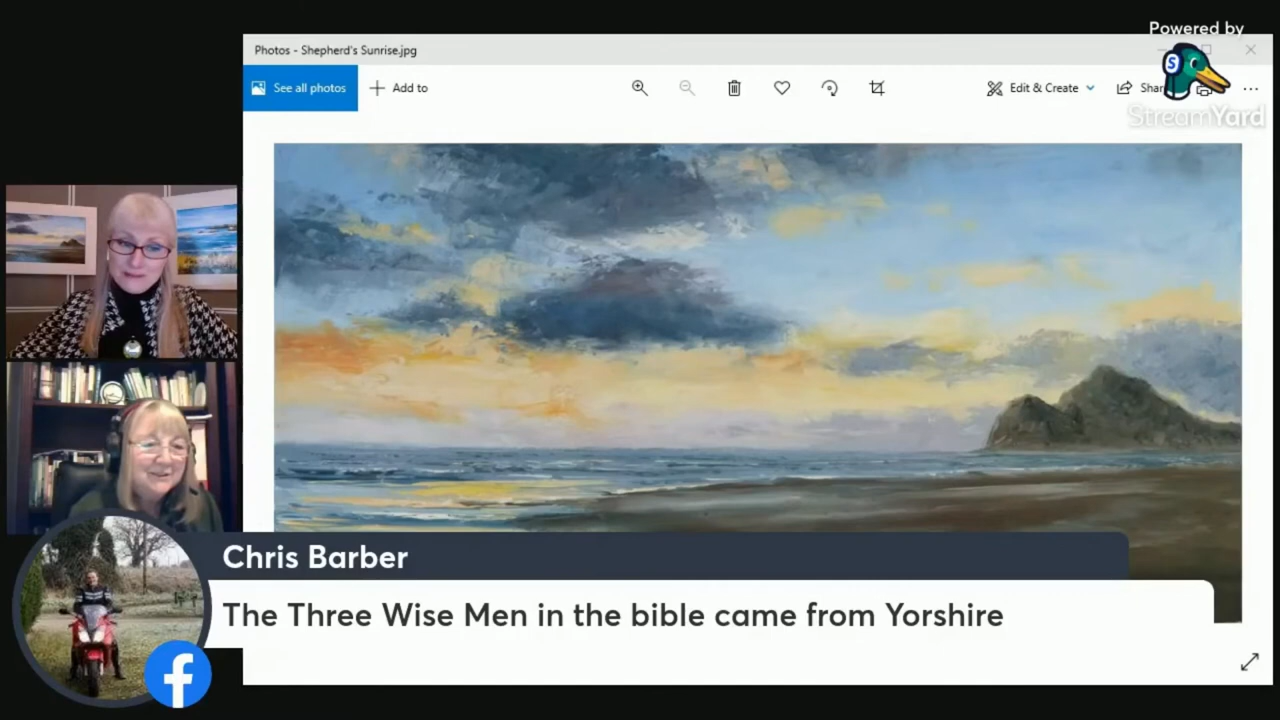 Powered by
Photos - Shepherd's Sunrise.jpg
See all photos
Add to
Edit & Create
Shar
StreamYard
Chris Barber
The Three Wise Men in the bible came from Yorshire